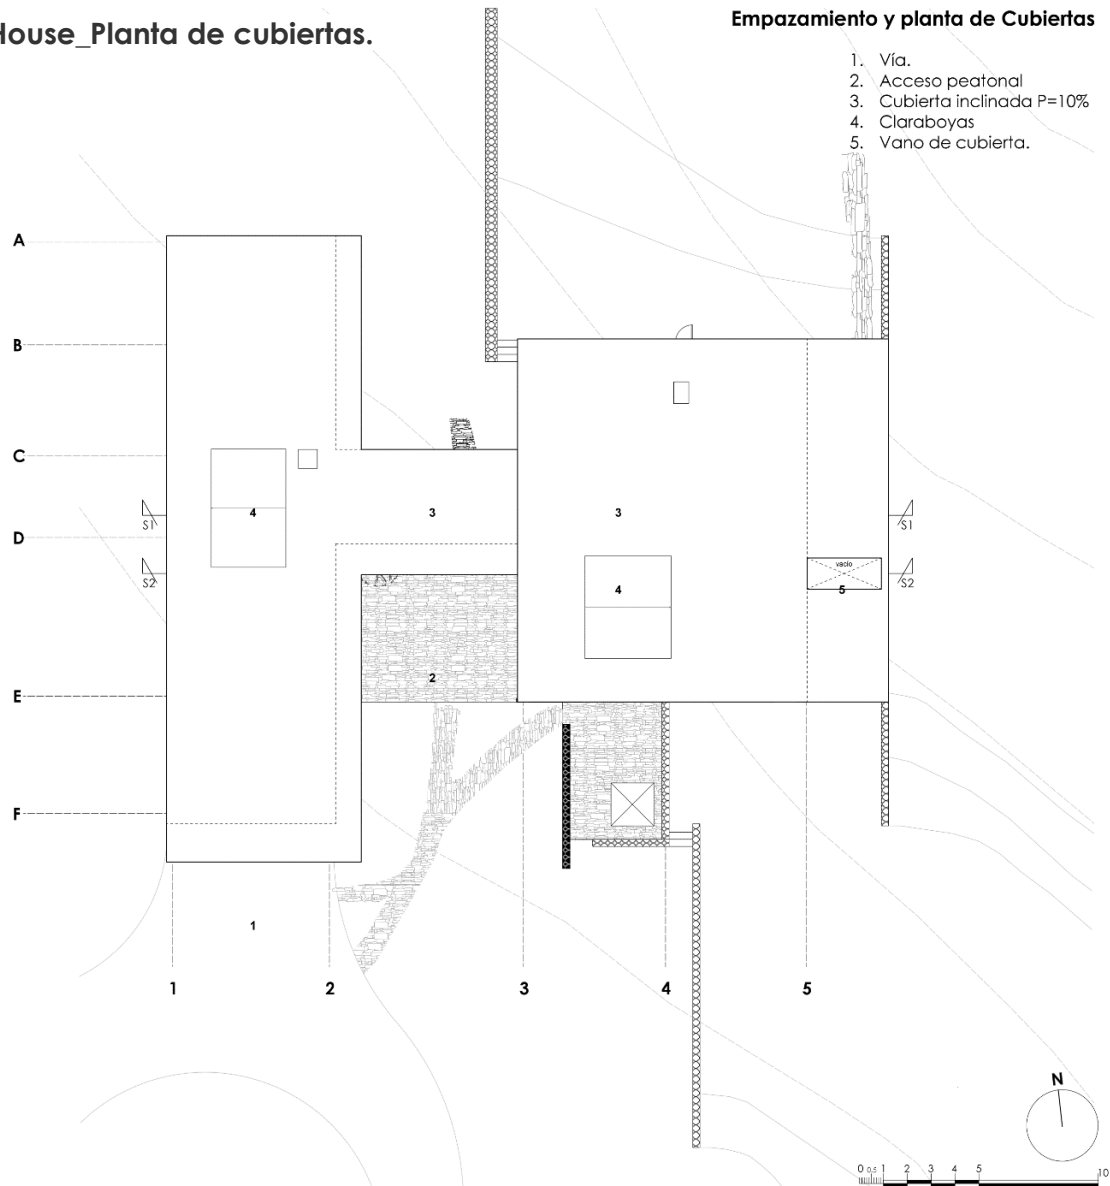 House_Planta de cubiertas.
Empazamiento y planta de Cubiertas
1. Vía.
2. Acceso peatonal
3. Cubierta inclinada P=10%
4. Claraboyas
5. Vano de cubierta.
A
B
C
4
3
3
S1
S1
D
vacio
S2
4
5
S2
2
E
F
1
1
2
3
4
5
N
0 0.5 1 2 3 4 5 10